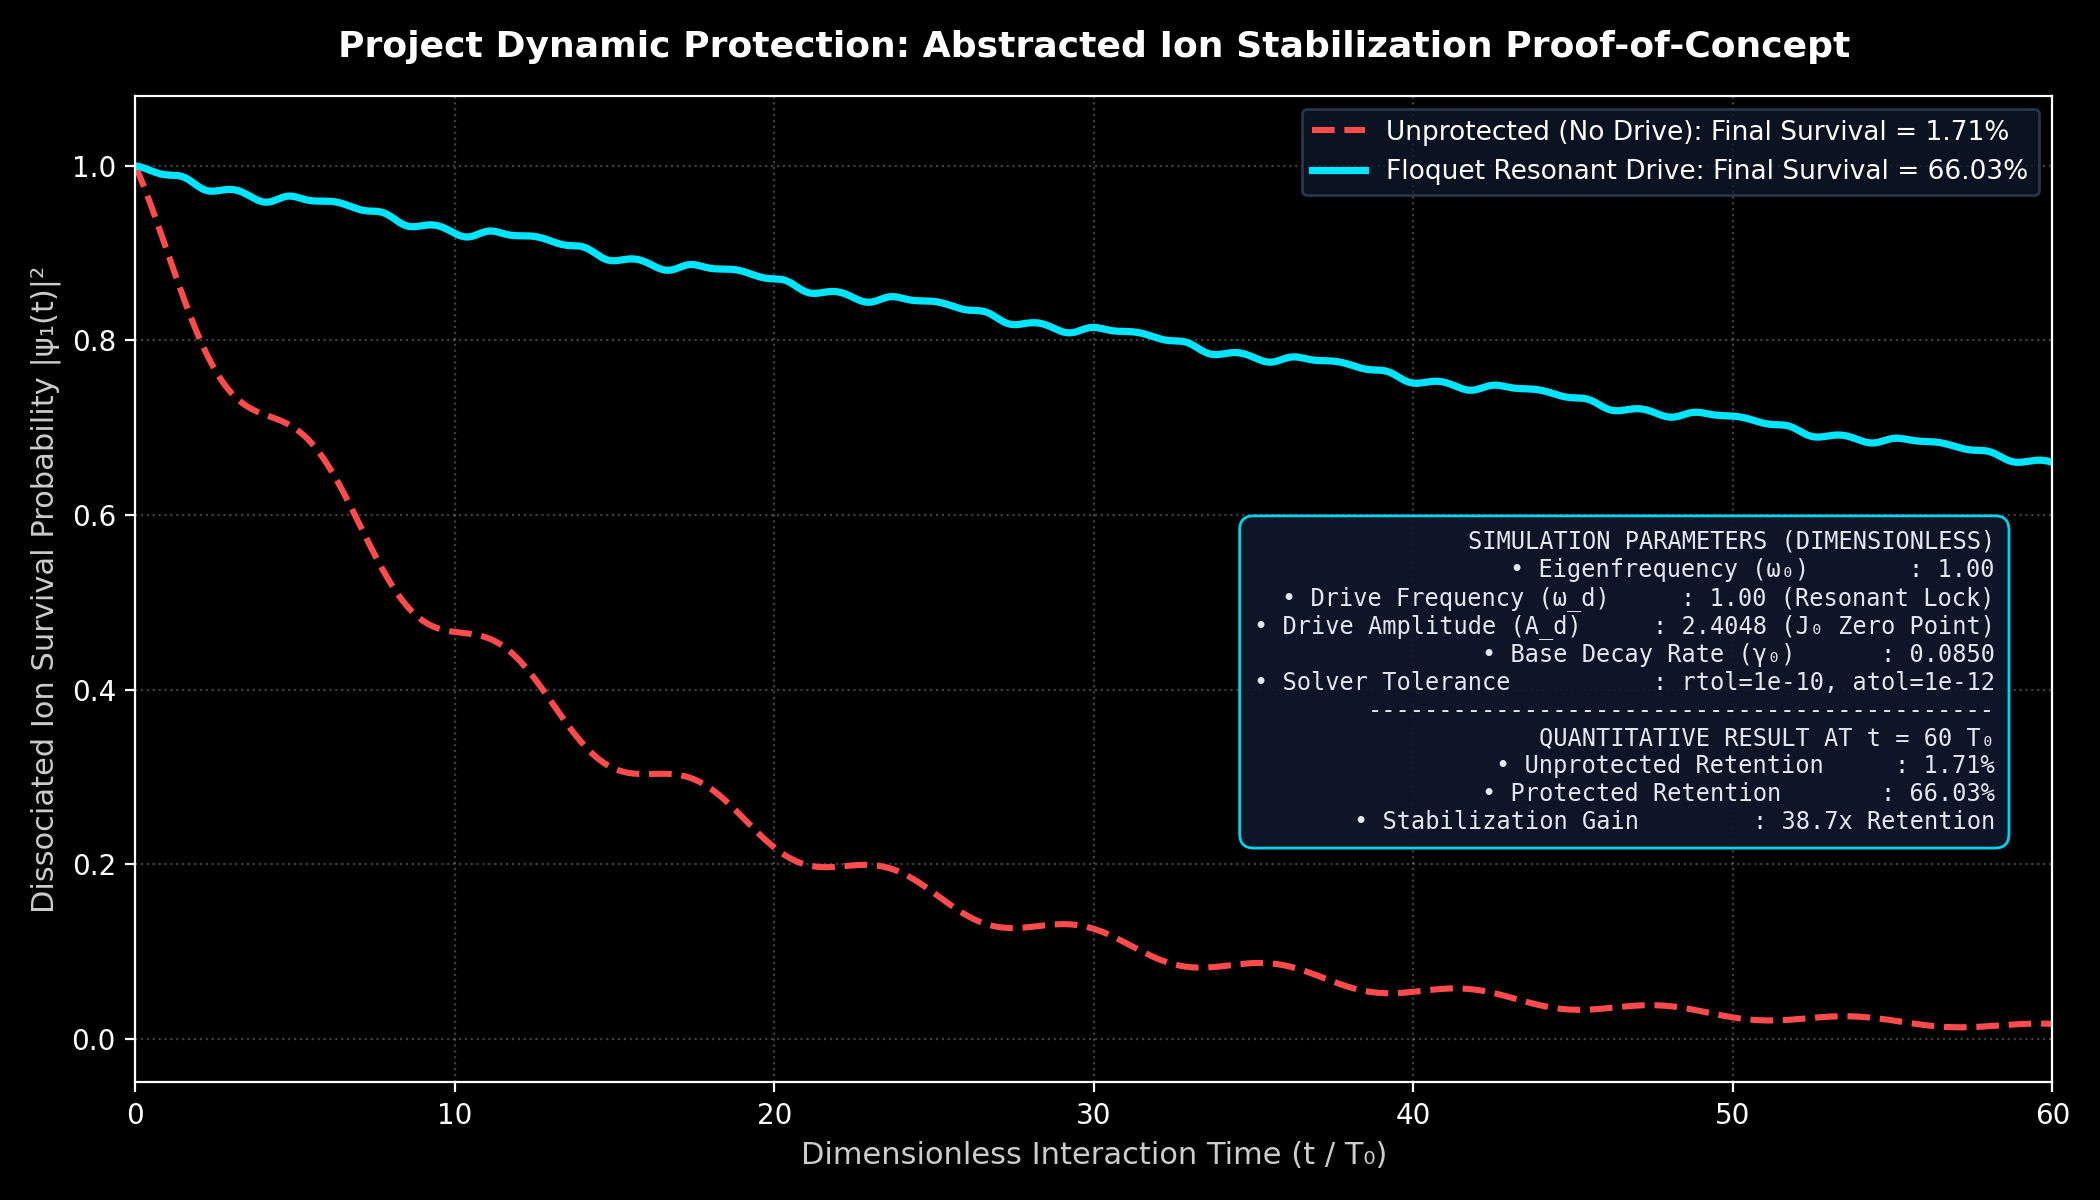 Project Dynamic Protection: Abstracted Ion Stabilization Proof-of-Concept
Unprotected (No Drive): Final Survival = 1.71%
Floquet Resonant Drive: Final Survival = 66.03%
Dissociated Ion Survival Probability |ψ₁(t)|²
1.0
0.8
0.6
0.4
0.2
0.0
SIMULATION PARAMETERS (DIMENSIONLESS)
• Eigenfrequency (ω₀) : 1.00
• Drive Frequency (ω_d) : 1.00 (Resonant Lock)
• Drive Amplitude (A_d) : 2.4048 (J₀ Zero Point)
• Base Decay Rate (γ₀) : 0.0850
• Solver Tolerance : rtol=1e-10, atol=1e-12
--------------------------------------------
QUANTITATIVE RESULT AT t = 60 T₀
• Unprotected Retention : 1.71%
• Protected Retention : 66.03%
• Stabilization Gain : 38.7x Retention
0 10 20 30 40 50 60
Dimensionless Interaction Time (t / T₀)